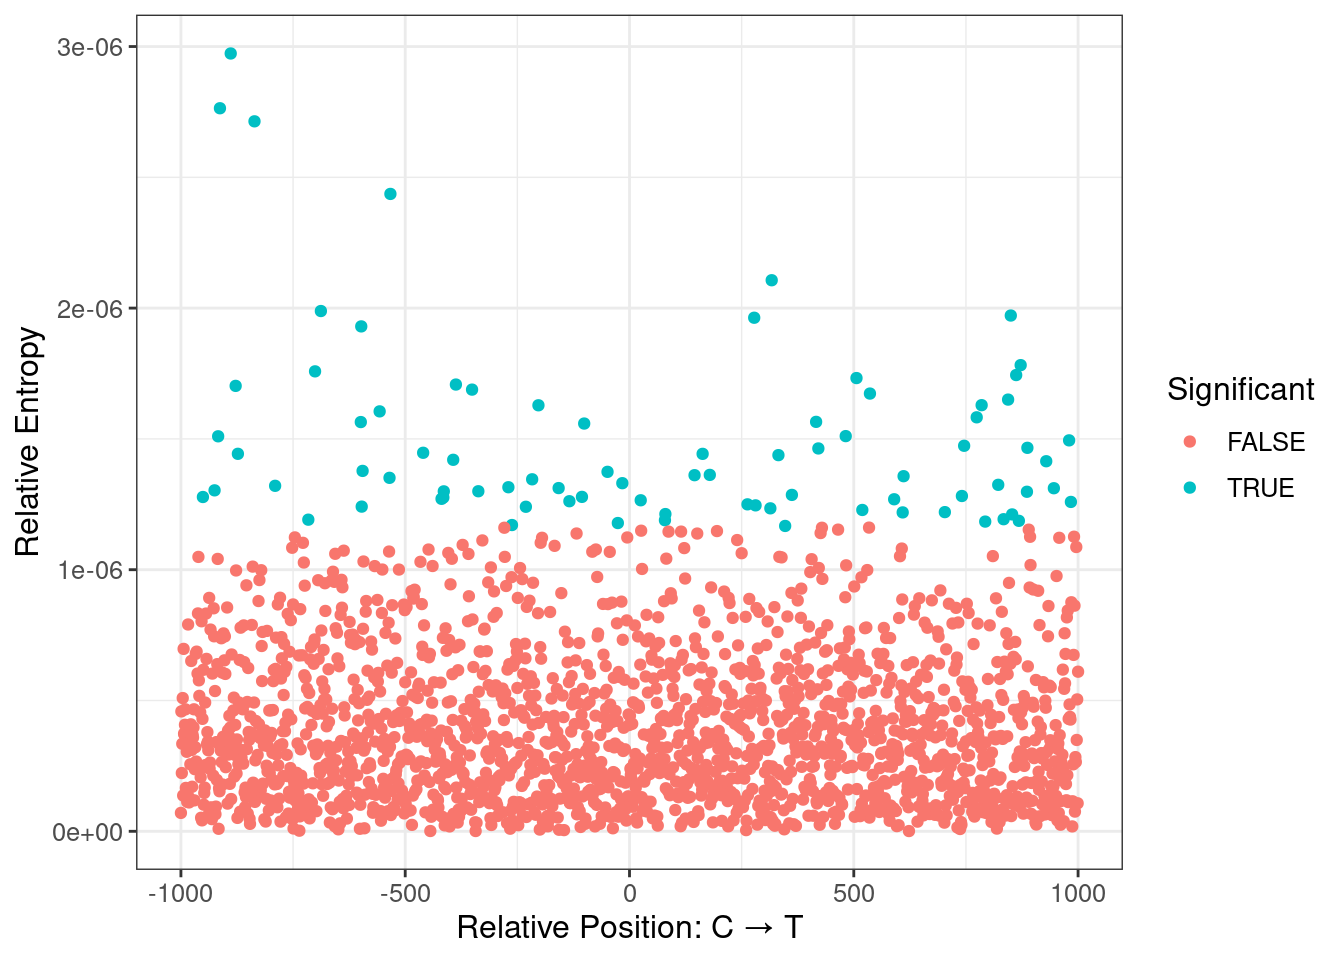 3e-06
2e-06
1e-06
0e+00
Relative Entropy
-1000
-500
0
500
1000
Relative Position: C → T
Significant
FALSE
TRUE